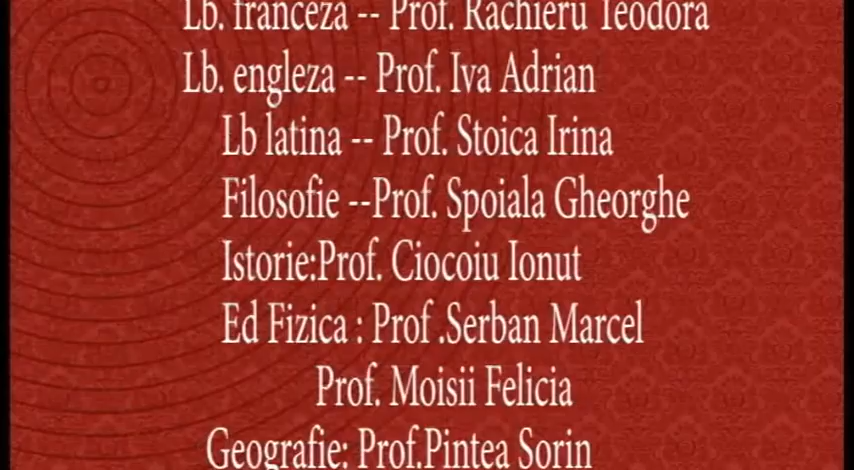 Lb. franceza -- Prof. Rachieru Teodora
Lb. engleza -- Prof. Iva Adrian
Lb latina -- Prof. Stoica Irina
Filosofie --Prof. Spoiala Gheorghe
Istorie:Prof. Ciocoiu Ionut
Ed Fizica : Prof .Serban Marcel
Prof. Moisii Felicia
Geografie: Prof.Pintea Sorin